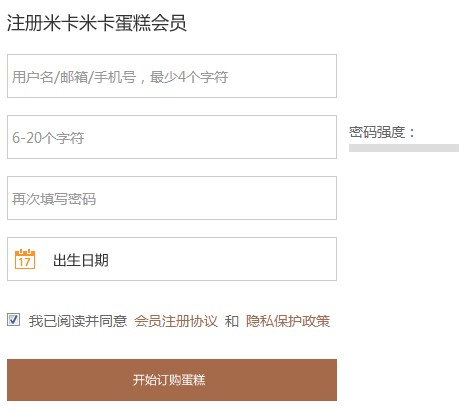 注册米卡米卡蛋糕会员
用户名/邮箱/手机号，最少4个字符
6-20个字符
密码强度：
再次填写密码
17 出生日期
我已阅读并同意 会员注册协议 和 隐私保护政策
开始订购蛋糕